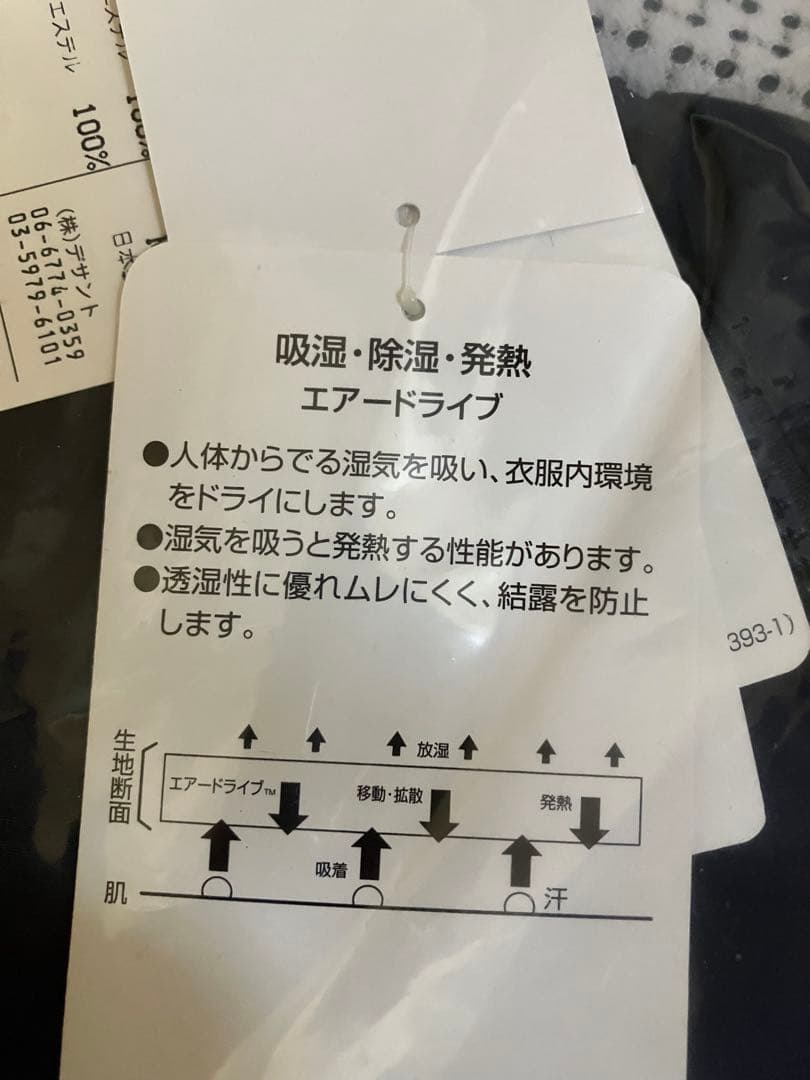 エステル
100%
100%
(株)デサント
06-6774-0359
03-5979-6101
日本
吸湿・除湿・発熱
エアードライブ
●人体からでる湿気を吸い、衣服内環境
をドライにします。
●湿気を吸うと発熱する性能があります。
●透湿性に優れムレにくく、結露を防止
します。
393-1)
生地断面
放湿
エアードライブ™
移動・拡散
発熱
吸着
肌
汗